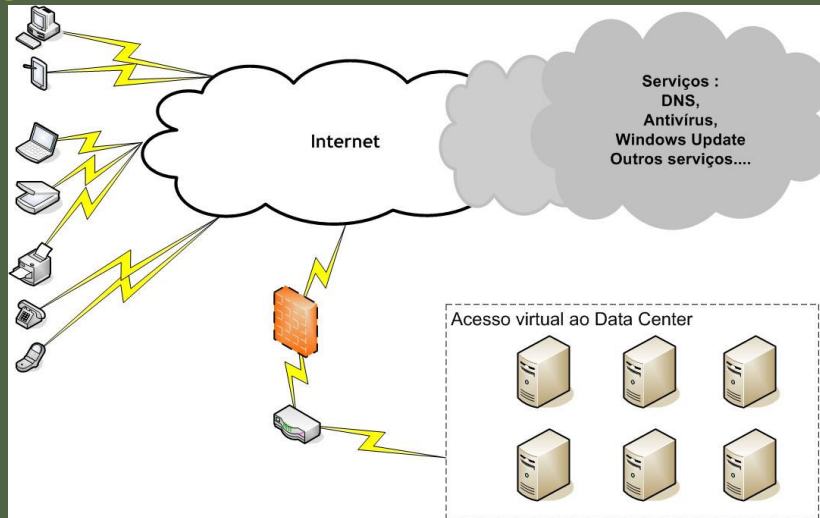 Internet
Serviços :
DNS,
Antivírus,
Windows Update
Outros serviços....
Acesso virtual ao Data Center